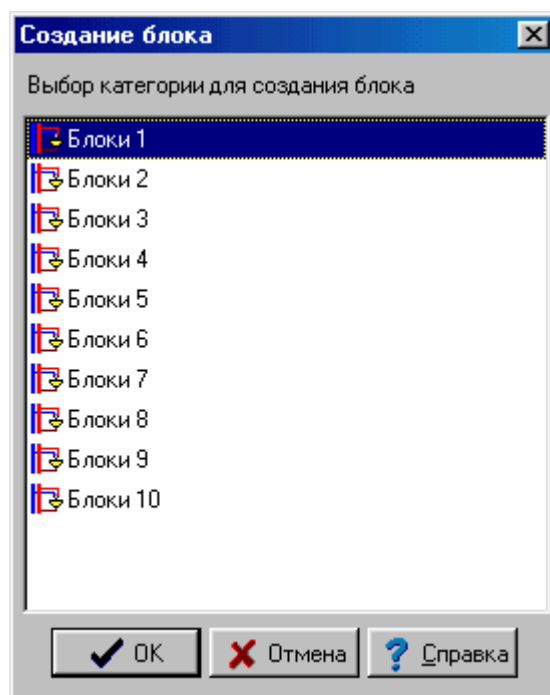 Создание блока
Выбор категории для создания блока
Блоки 1
Блоки 2
Блоки 3
Блоки 4
Блоки 5
Блоки 6
Блоки 7
Блоки 8
Блоки 9
Блоки 10
OK Отмена Справка